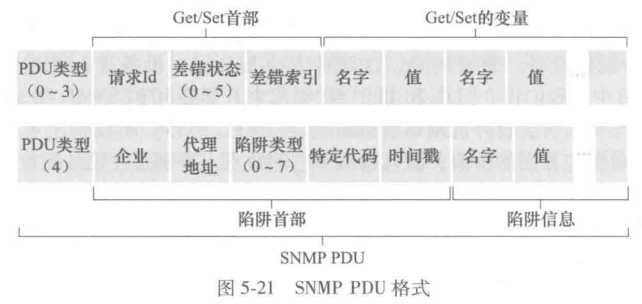 Get/Set首部 Get/Set的变量
PDU类型 请求Id 差错状态 差错索引 名字 值 名字 值 …
(0~3) (0~5)
PDU类型 企业 代理 陷阱类型 特定代码 时间戳 名字 值 …
(4) 地址 (0~7)
陷阱首部 陷阱信息
SNMP PDU
图 5-21 SNMP PDU 格式